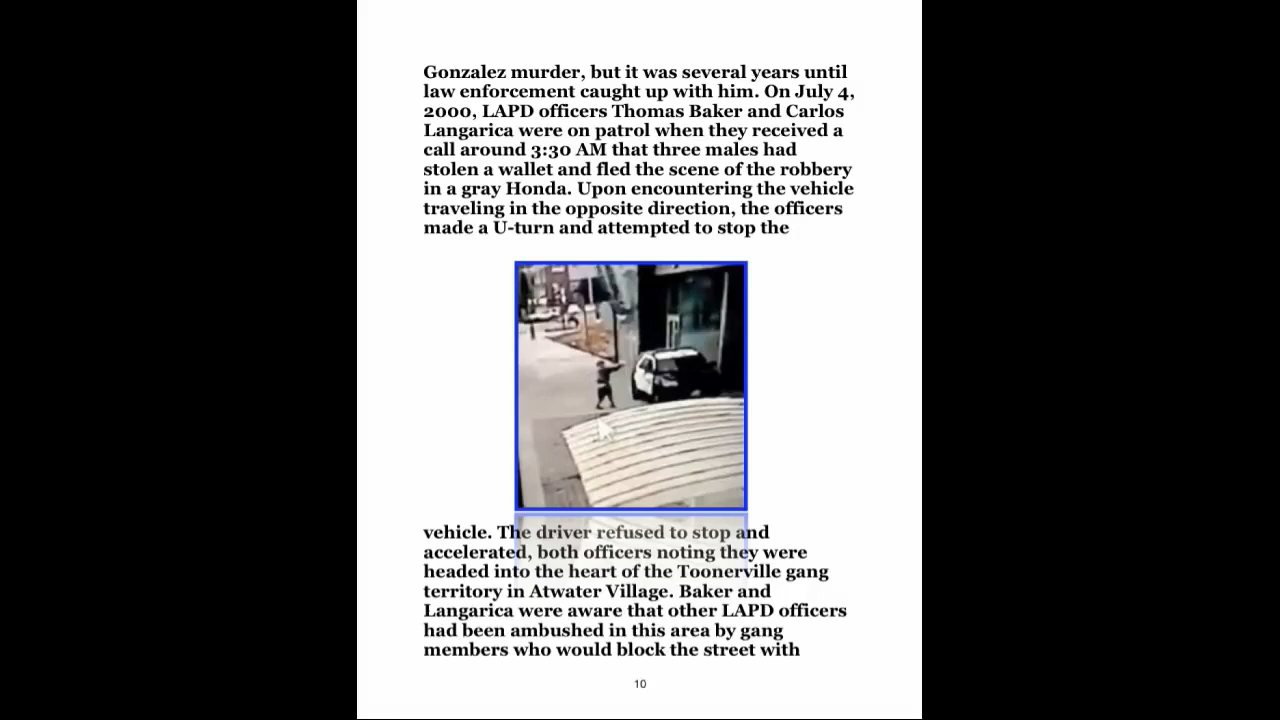 Gonzalez murder, but it was several years until
law enforcement caught up with him. On July 4,
2000, LAPD officers Thomas Baker and Carlos
Langarica were on patrol when they received a
call around 3:30 AM that three males had
stolen a wallet and fled the scene of the robbery
in a gray Honda. Upon encountering the vehicle
traveling in the opposite direction, the officers
made a U-turn and attempted to stop the
vehicle. The driver refused to stop and
accelerated, both officers noting they were
headed into the heart of the Toonerville gang
territory in Atwater Village. Baker and
Langarica were aware that other LAPD officers
had been ambushed in this area by gang
members who would block the street with
10